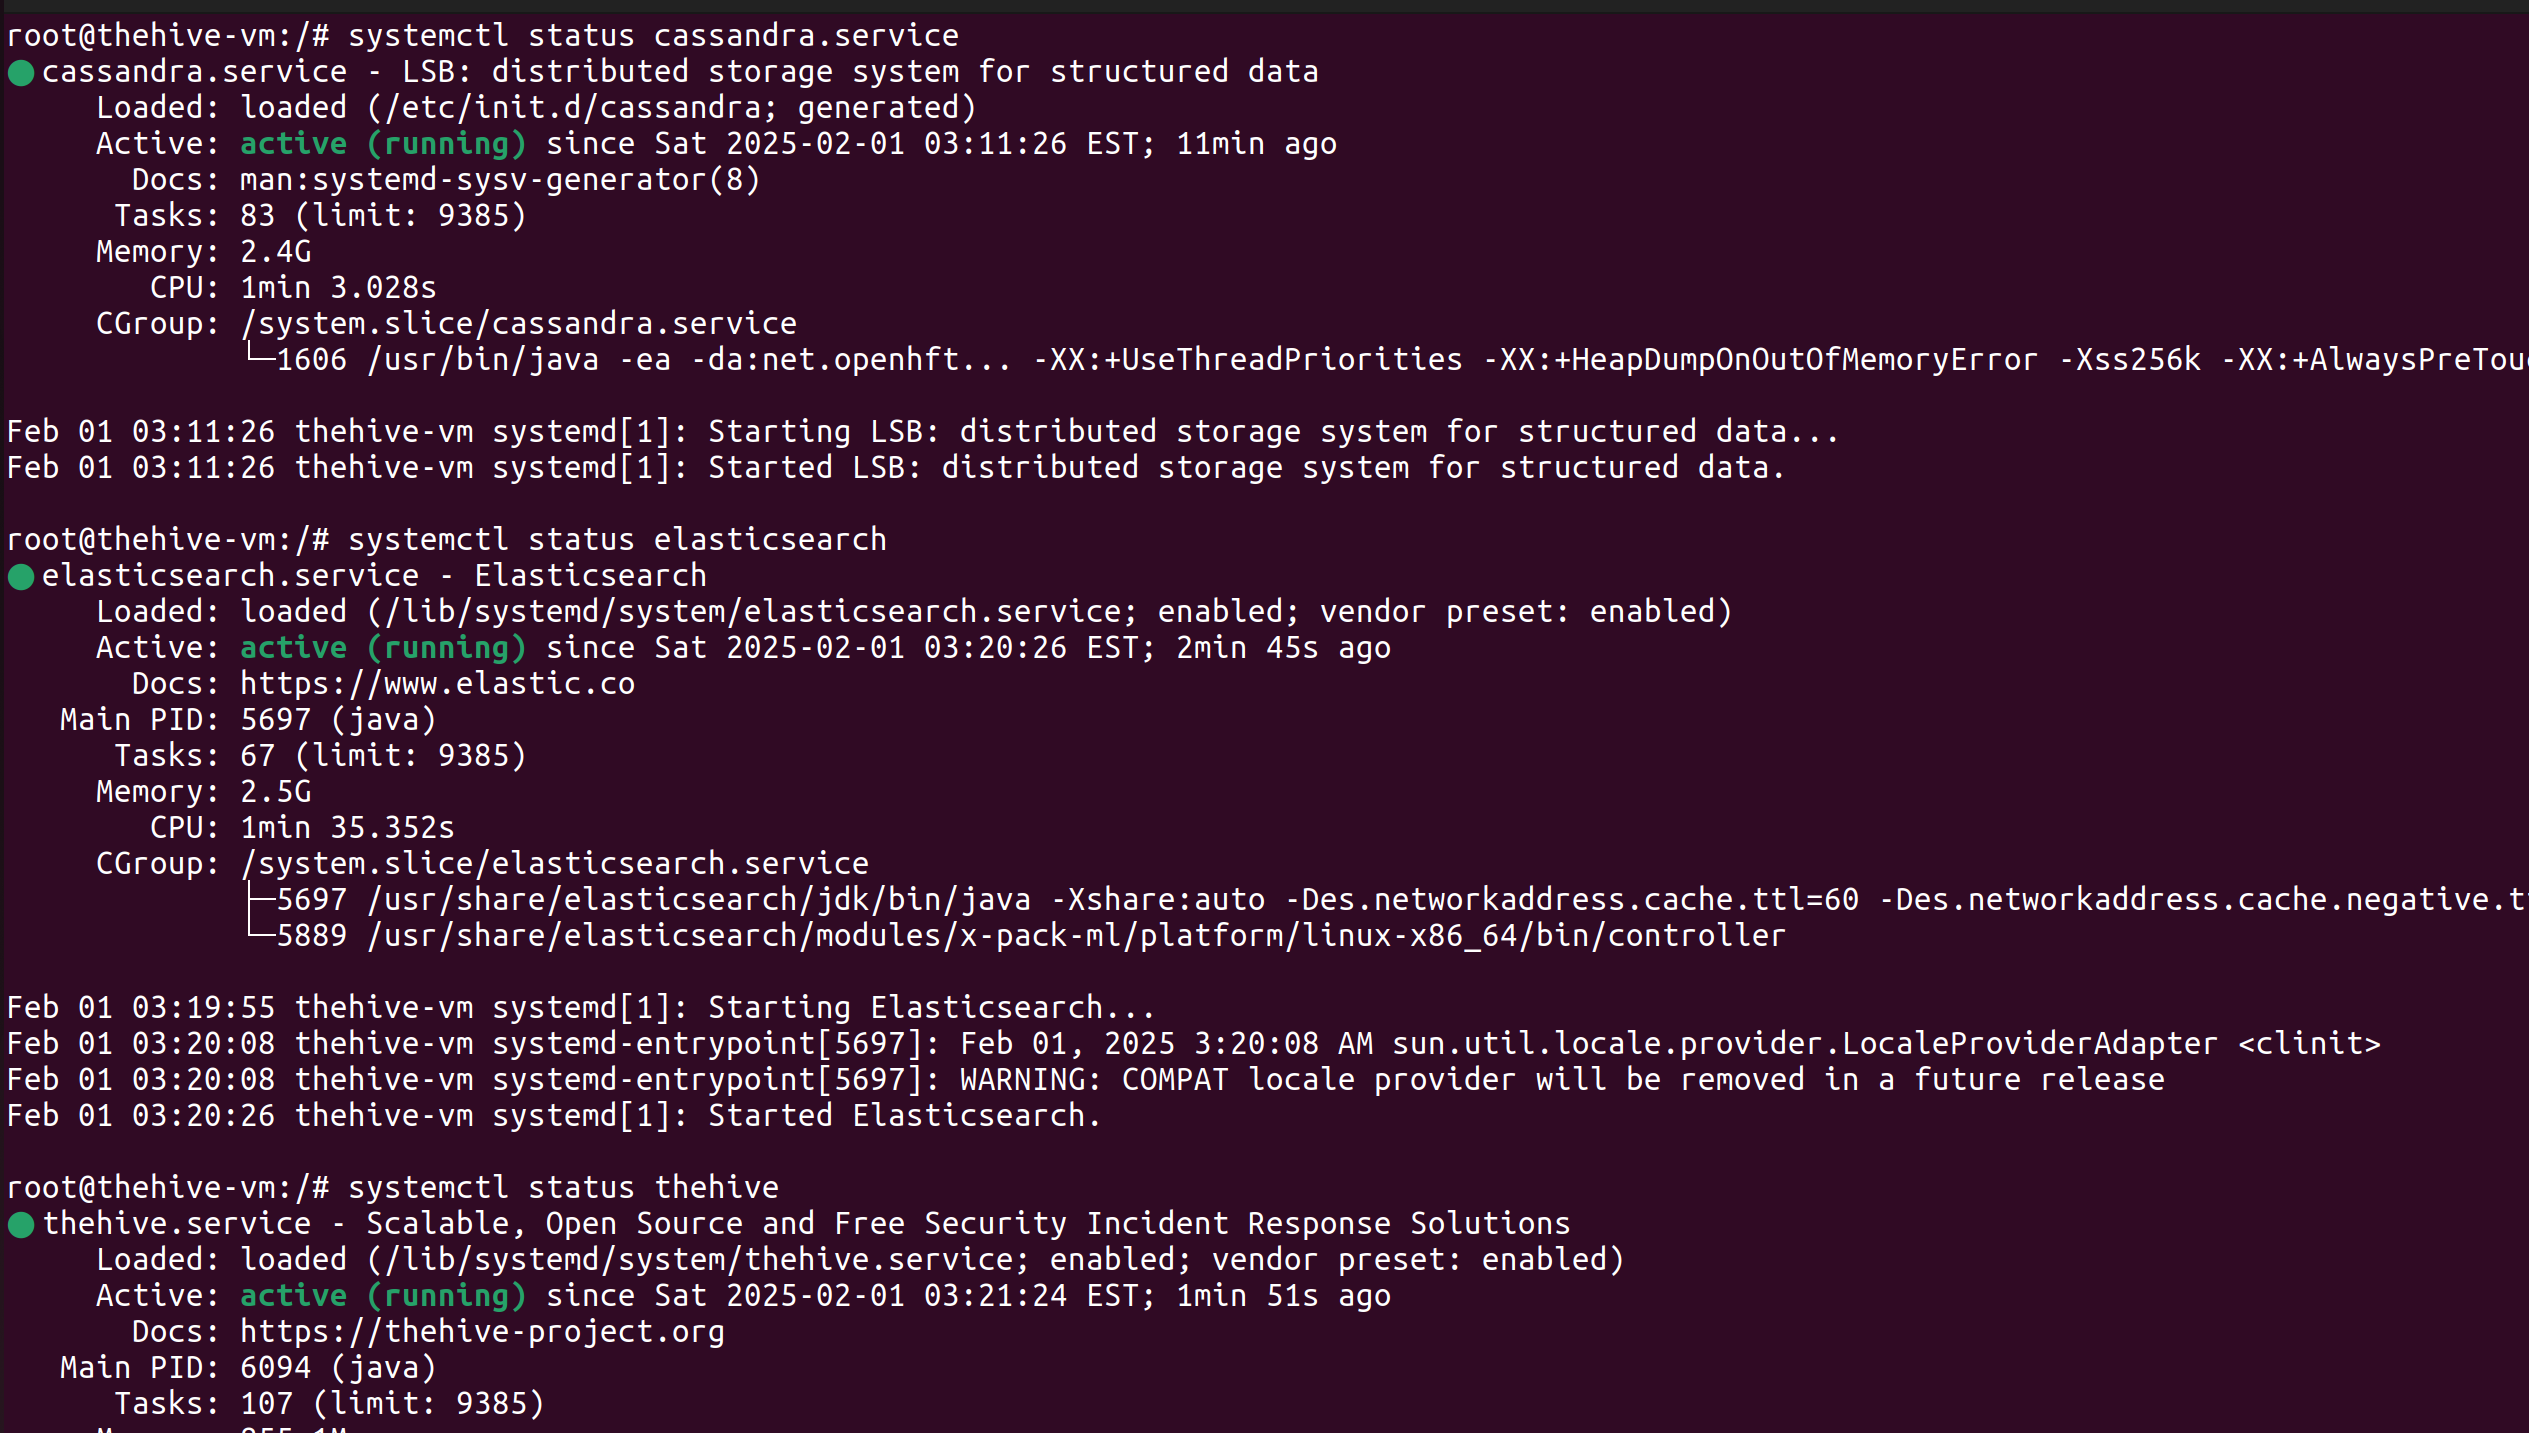 root@thehive-vm:/# systemctl status cassandra.service
● cassandra.service - LSB: distributed storage system for structured data
     Loaded: loaded (/etc/init.d/cassandra; generated)
     Active: active (running) since Sat 2025-02-01 03:11:26 EST; 11min ago
       Docs: man:systemd-sysv-generator(8)
      Tasks: 83 (limit: 9385)
     Memory: 2.4G
        CPU: 1min 3.028s
     CGroup: /system.slice/cassandra.service
             └─1606 /usr/bin/java -ea -da:net.openhft... -XX:+UseThreadPriorities -XX:+HeapDumpOnOutOfMemoryError -Xss256k -XX:+AlwaysPreTou
Feb 01 03:11:26 thehive-vm systemd[1]: Starting LSB: distributed storage system for structured data...
Feb 01 03:11:26 thehive-vm systemd[1]: Started LSB: distributed storage system for structured data.
root@thehive-vm:/# systemctl status elasticsearch
● elasticsearch.service - Elasticsearch
     Loaded: loaded (/lib/systemd/system/elasticsearch.service; enabled; vendor preset: enabled)
     Active: active (running) since Sat 2025-02-01 03:20:26 EST; 2min 45s ago
       Docs: https://www.elastic.co
   Main PID: 5697 (java)
      Tasks: 67 (limit: 9385)
     Memory: 2.5G
        CPU: 1min 35.352s
     CGroup: /system.slice/elasticsearch.service
             ├─5697 /usr/share/elasticsearch/jdk/bin/java -Xshare:auto -Des.networkaddress.cache.ttl=60 -Des.networkaddress.cache.negative.t
             └─5889 /usr/share/elasticsearch/modules/x-pack-ml/platform/linux-x86_64/bin/controller
Feb 01 03:19:55 thehive-vm systemd[1]: Starting Elasticsearch...
Feb 01 03:20:08 thehive-vm systemd-entrypoint[5697]: Feb 01, 2025 3:20:08 AM sun.util.locale.provider.LocaleProviderAdapter <clinit>
Feb 01 03:20:08 thehive-vm systemd-entrypoint[5697]: WARNING: COMPAT locale provider will be removed in a future release
Feb 01 03:20:26 thehive-vm systemd[1]: Started Elasticsearch.
root@thehive-vm:/# systemctl status thehive
● thehive.service - Scalable, Open Source and Free Security Incident Response Solutions
     Loaded: loaded (/lib/systemd/system/thehive.service; enabled; vendor preset: enabled)
     Active: active (running) since Sat 2025-02-01 03:21:24 EST; 1min 51s ago
       Docs: https://thehive-project.org
   Main PID: 6094 (java)
      Tasks: 107 (limit: 9385)